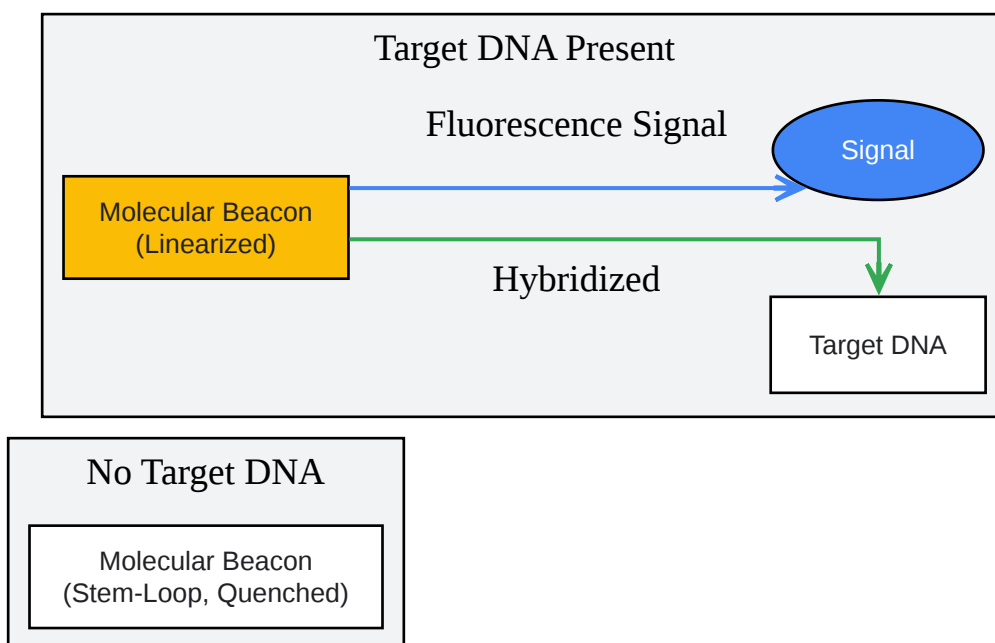 Target DNA Present
Fluorescence Signal
Signal
Molecular Beacon
(Linearized)
Hybridized
Target DNA
No Target DNA
Molecular Beacon
(Stem-Loop, Quenched)